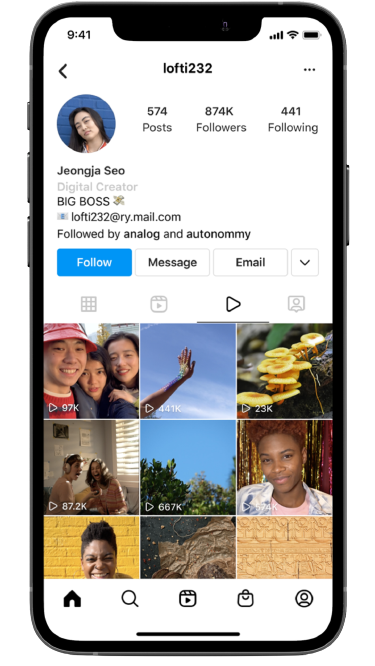 9:41
lofti232
574 874K 441
Posts Followers Following
Jeongja Seo
Digital Creator
BIG BOSS
lofti232@ry.mail.com
Followed by analog and autonommy
Follow Message Email
97K 441K 23K
87.2K 667K 674K